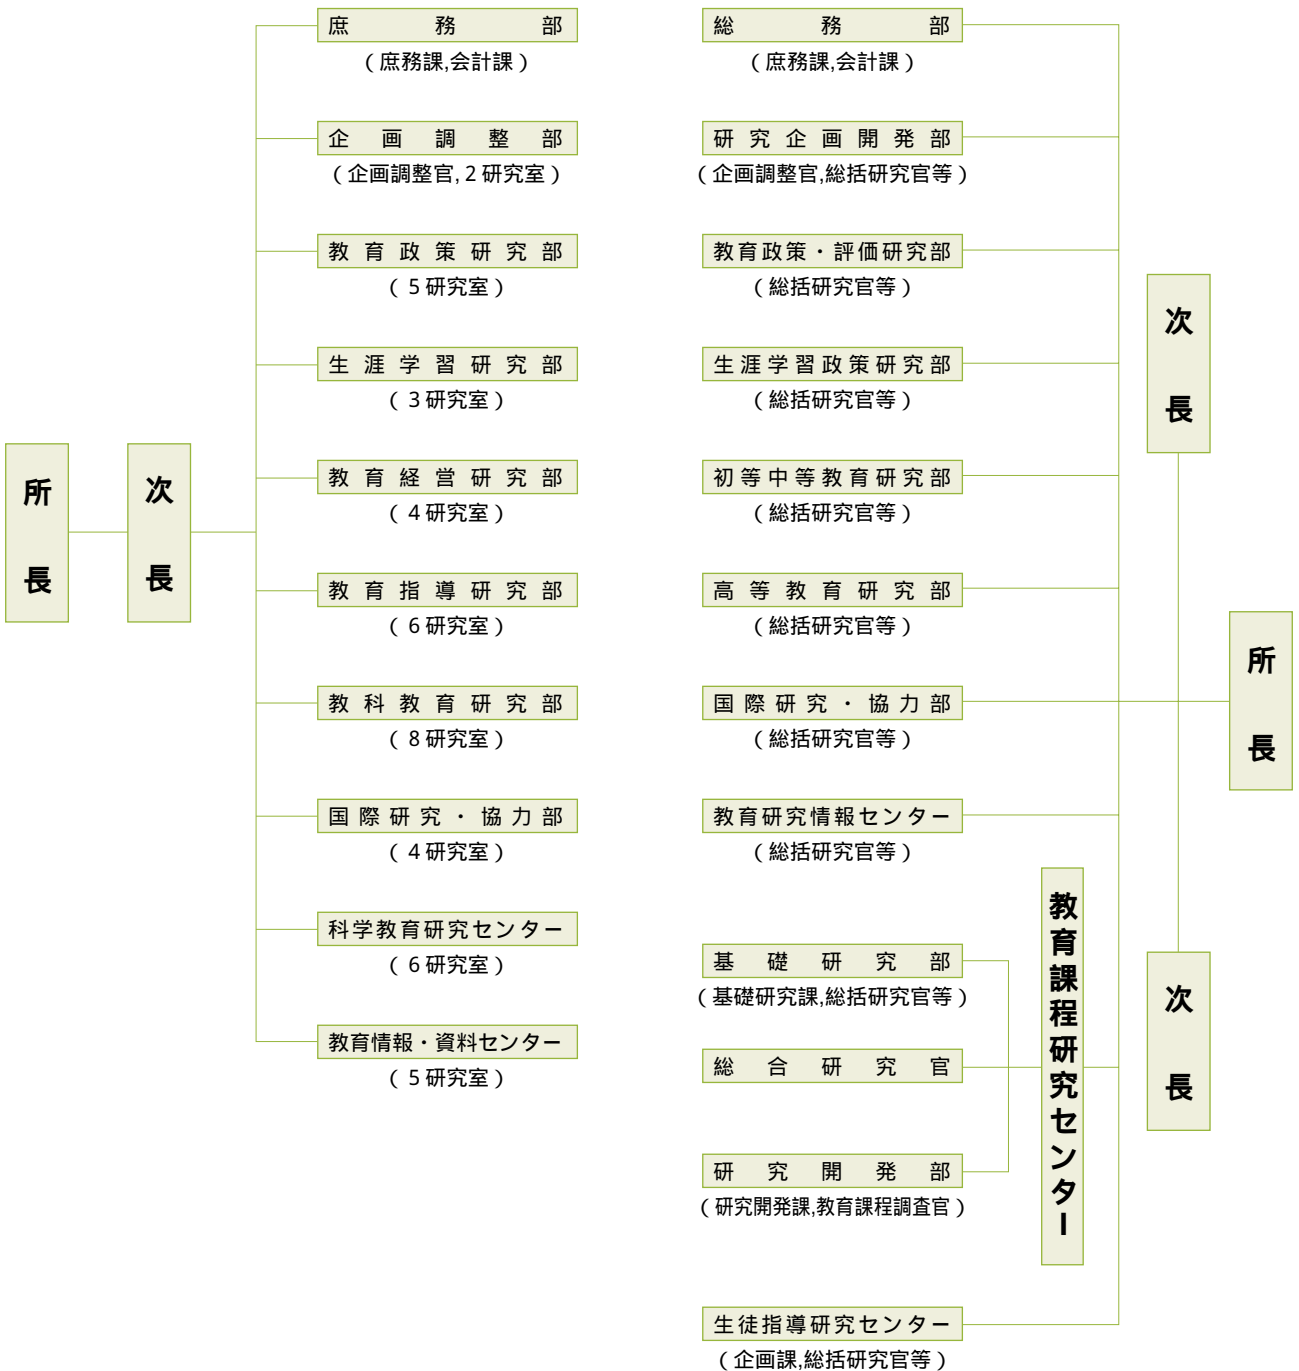 所長
次長
庶務部
(庶務課,会計課)
企画調整部
(企画調整官,2研究室)
教育政策研究部
(5研究室)
生涯学習研究部
(3研究室)
教育経営研究部
(4研究室)
教育指導研究部
(6研究室)
教科教育研究部
(8研究室)
国際研究・協力部
(4研究室)
科学教育研究センター
(6研究室)
教育情報・資料センター
(5研究室)
総務部
(庶務課,会計課)
研究企画開発部
(企画調整官,総括研究官等)
教育政策・評価研究部
(総括研究官等)
生涯学習政策研究部
(総括研究官等)
初等中等教育研究部
(総括研究官等)
高等教育研究部
(総括研究官等)
国際研究・協力部
(総括研究官等)
教育研究情報センター
(総括研究官等)
基礎研究部
(基礎研究課,総括研究官等)
総合研究官
研究開発部
(研究開発課,教育課程調査官)
生徒指導研究センター
(企画課,総括研究官等)
教育課程研究センター
次長
次長
所長